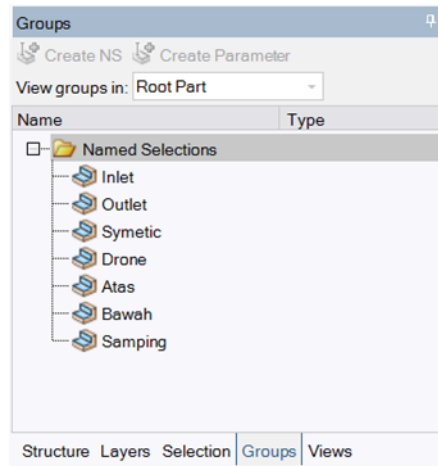 Groups
Create NS Create Parameter
View groups in: Root Part
Name Type
Named Selections
Inlet
Outlet
Symetic
Drone
Atas
Bawah
Samping
Structure Layers Selection Groups Views